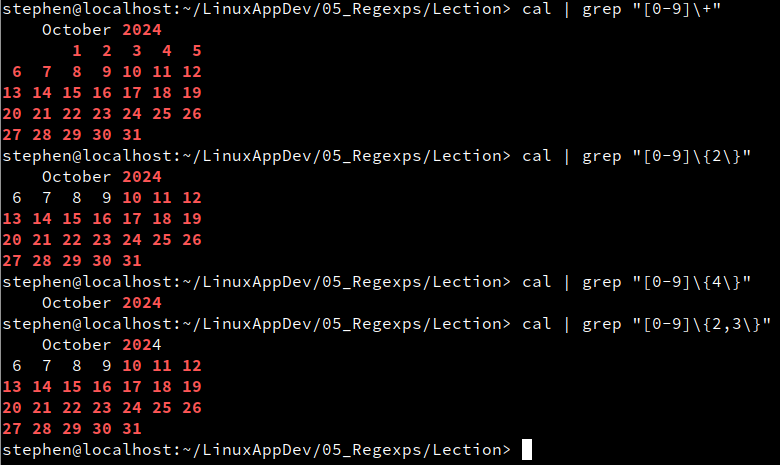 stephen@localhost:~/LinuxAppDev/05_Regexps/Lection> cal | grep "[0-9]\+"
    October 2024
       1  2  3  4  5
 6  7  8  9 10 11 12
13 14 15 16 17 18 19
20 21 22 23 24 25 26
27 28 29 30 31
stephen@localhost:~/LinuxAppDev/05_Regexps/Lection> cal | grep "[0-9]\{2\}"
    October 2024
 6  7  8  9 10 11 12
13 14 15 16 17 18 19
20 21 22 23 24 25 26
27 28 29 30 31
stephen@localhost:~/LinuxAppDev/05_Regexps/Lection> cal | grep "[0-9]\{4\}"
    October 2024
stephen@localhost:~/LinuxAppDev/05_Regexps/Lection> cal | grep "[0-9]\{2,3\}"
    October 2024
 6  7  8  9 10 11 12
13 14 15 16 17 18 19
20 21 22 23 24 25 26
27 28 29 30 31
stephen@localhost:~/LinuxAppDev/05_Regexps/Lection>